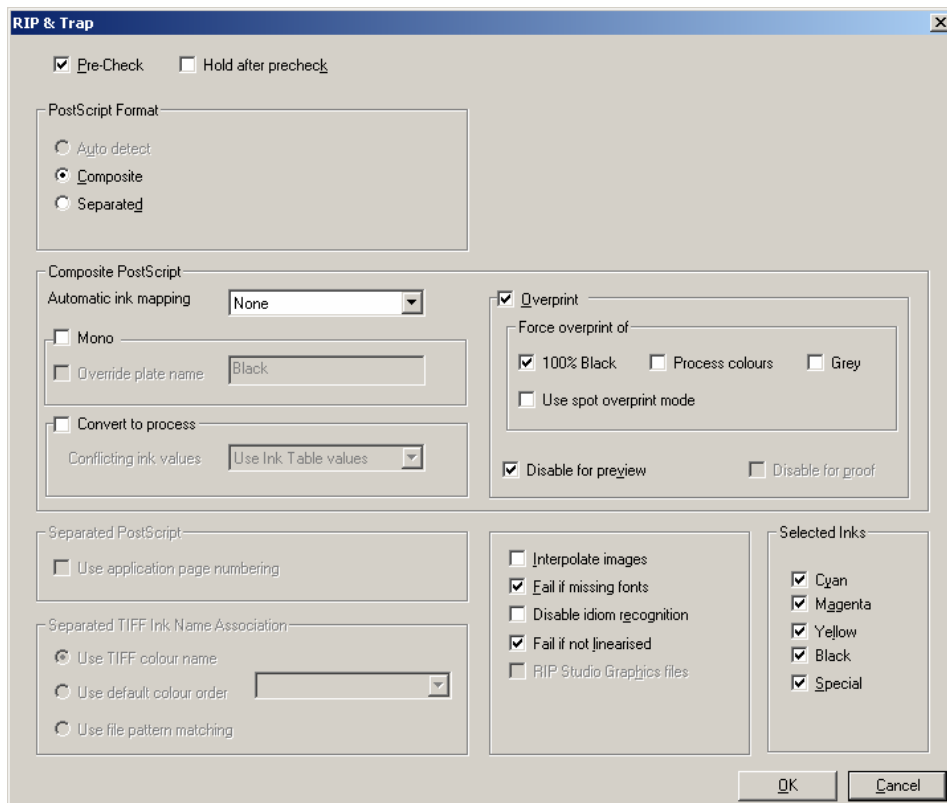 RIP & Trap
Pre-Check Hold after precheck
PostScript Format
Auto detect
Composite
Separated
Composite PostScript
Automatic ink mapping None
Mono
Override plate name Black
Convert to process
Conflicting ink values Use Ink Table values
Overprint
Force overprint of
100% Black Process colours Grey
Use spot overprint mode
Disable for preview Disable for proof
Separated PostScript
Use application page numbering
Separated TIFF Ink Name Association
Use TIFF colour name
Use default colour order
Use file pattern matching
Interpolate images
Fail if missing fonts
Disable idiom recognition
Fail if not linearised
RIP Studio Graphics files
Selected Inks
Cyan
Magenta
Yellow
Black
Special
OK Cancel